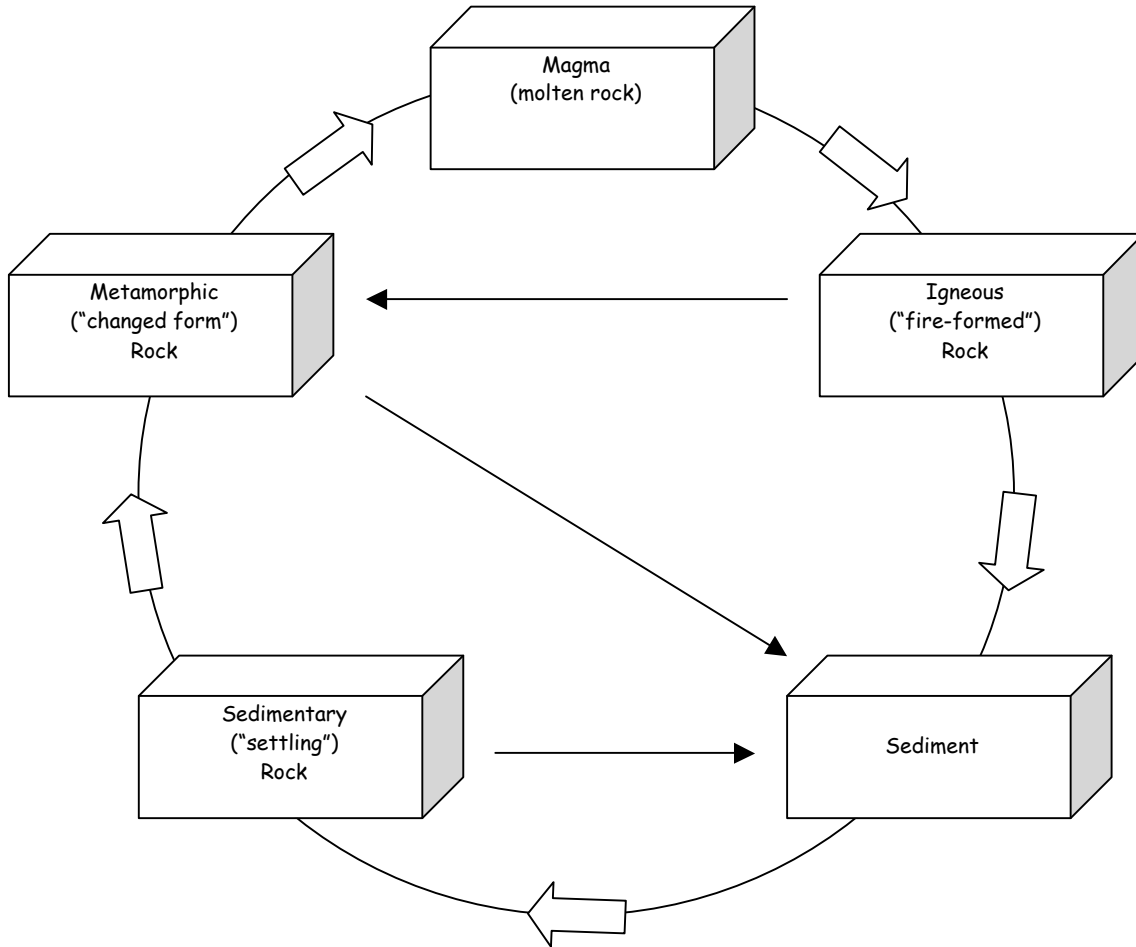 Magma
(molten rock)
Metamorphic
(“changed form”)
Rock
Igneous
(“fire-formed”)
Rock
Sedimentary
(“settling”)
Rock
Sediment